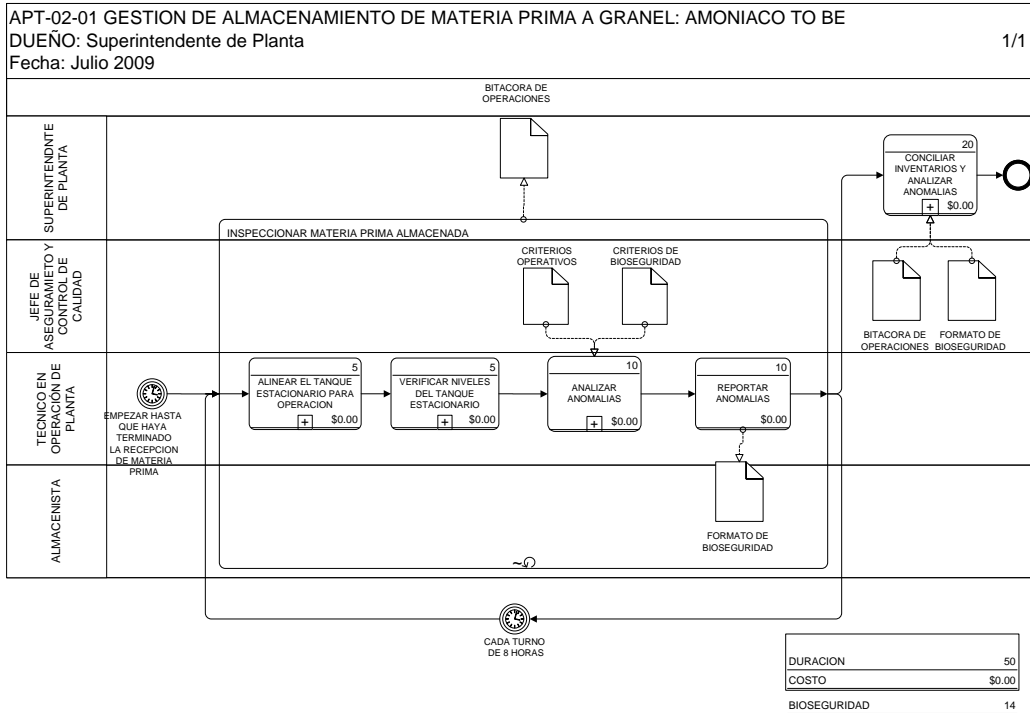 APT-02-01 GESTION DE ALMACENAMIENTO DE MATERIA PRIMA A GRANEL: AMONIACO TO BE
DUEÑO: Superintendente de Planta
1/1
Fecha: Julio 2009
BITACORA DE
OPERACIONES
SUPERINTENDNTE
DE PLANTA
20
CONCILIAR
INVENTARIOS Y
ANALIZAR
ANOMALIAS
+ $0.00
INSPECCIONAR MATERIA PRIMA ALMACENADA
JEFE DE
ASEGURAMIETO Y
CONTROL DE
CALIDAD
CRITERIOS
OPERATIVOS
CRITERIOS DE
BIOSEGURIDAD
BITACORA DE
OPERACIONES
FORMATO DE
BIOSEGURIDAD
TECNICO EN
OPERACIÓN DE
PLANTA
EMPEZAR HASTA
QUE HAYA
TERMINADO
LA RECEPCION
DE MATERIA
PRIMA
5
ALINEAR EL TANQUE
ESTACIONARIO PARA
OPERACION
+ $0.00
5
VERIFICAR NIVELES
DEL TANQUE
ESTACIONARIO
+ $0.00
10
ANALIZAR
ANOMALIAS
+ $0.00
10
REPORTAR
ANOMALIAS
$0.00
ALMACENISTA
FORMATO DE
BIOSEGURIDAD
~
CADA TURNO
DE 8 HORAS
DURACION 50
COSTO $0.00
BIOSEGURIDAD 14